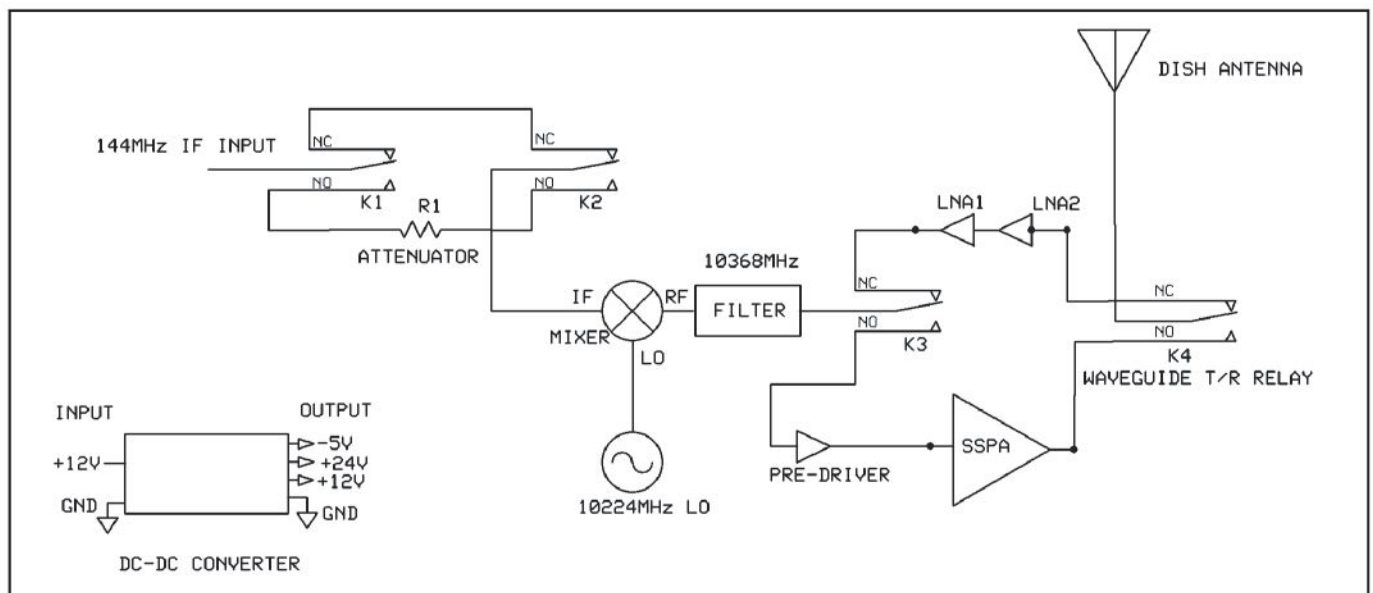 DISH ANTENNA
144MHz IF INPUT
NC
NO
K1
NC
NO
K2
R1
ATTENUATOR
LNA1
LNA2
10368MHz
IF
RF
FILTER
MIXER
LO
NC
NO
K3
NC
NO
K4
WAVEGUIDE T/R RELAY
INPUT
OUTPUT
+12V
GND
-5V
+24V
+12V
GND
DC-DC CONVERTER
10224MHz LO
PRE-DRIVER
SSPA